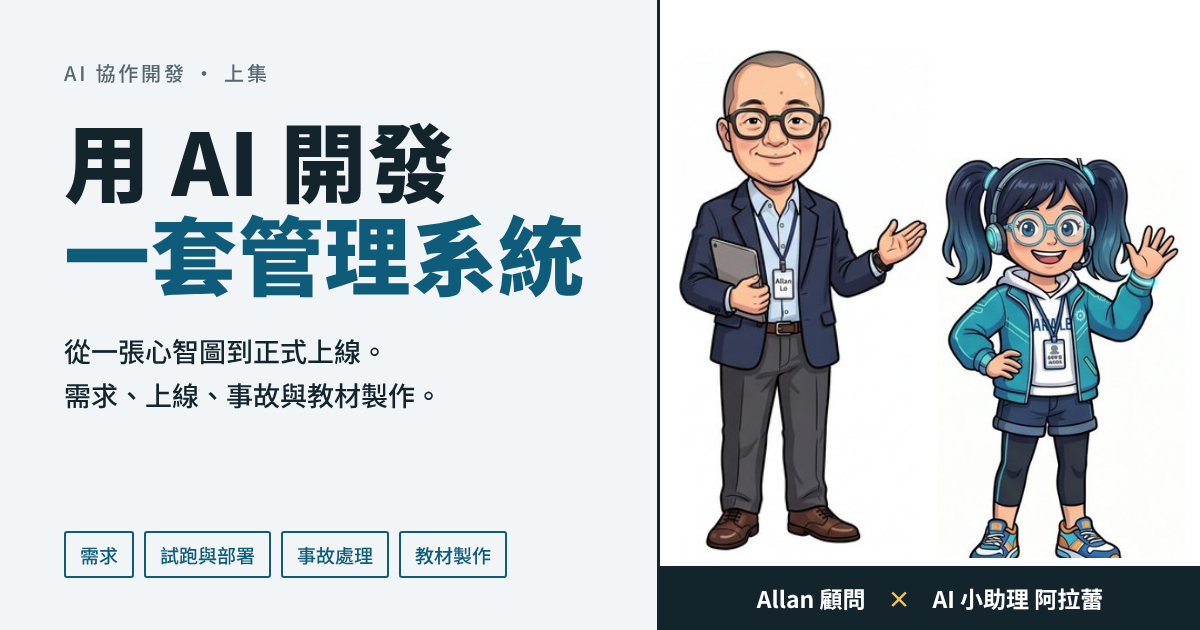 AI 協作開發 · 上集
用 AI 開發
一套管理系統
從一張心智圖到正式上線。
需求、上線、事故與教材製作。
需求
試跑與部署
事故處理
教材製作
Allan
Lo
Allan 顧問 × AI 小助理 阿拉蕾